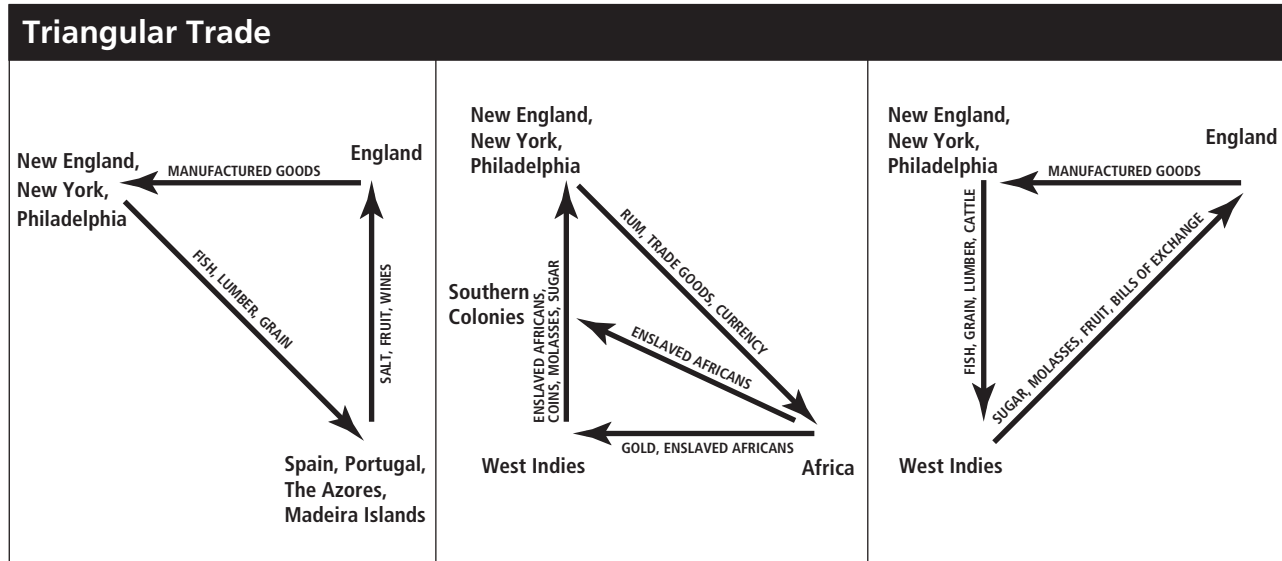 Triangular Trade
New England,
New York,
Philadelphia
England
MANUFACTURED GOODS
FISH, LUMBER, GRAIN
SALT, FRUIT, WINES
Spain, Portugal,
The Azores,
Madeira Islands
New England,
New York,
Philadelphia
RUM, TRADE GOODS, CURRENCY
Southern
Colonies
ENSLAVED AFRICANS,
COINS, MOLASSES, SUGAR
ENSLAVED AFRICANS
GOLD, ENSLAVED AFRICANS
West Indies
Africa
New England,
New York,
Philadelphia
England
MANUFACTURED GOODS
FISH, GRAIN, LUMBER, CATTLE
SUGAR, MOLASSES, FRUIT, BILLS OF EXCHANGE
West Indies